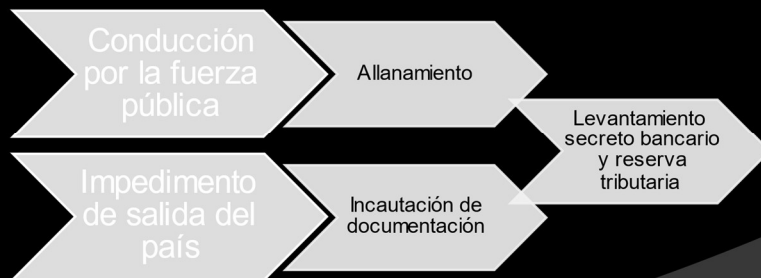 Conducción
por la fuerza
pública
Allanamiento
Impedimento
de salida del
país
Incautación de
documentación
Levantamiento
secreto bancario
y reserva
tributaria